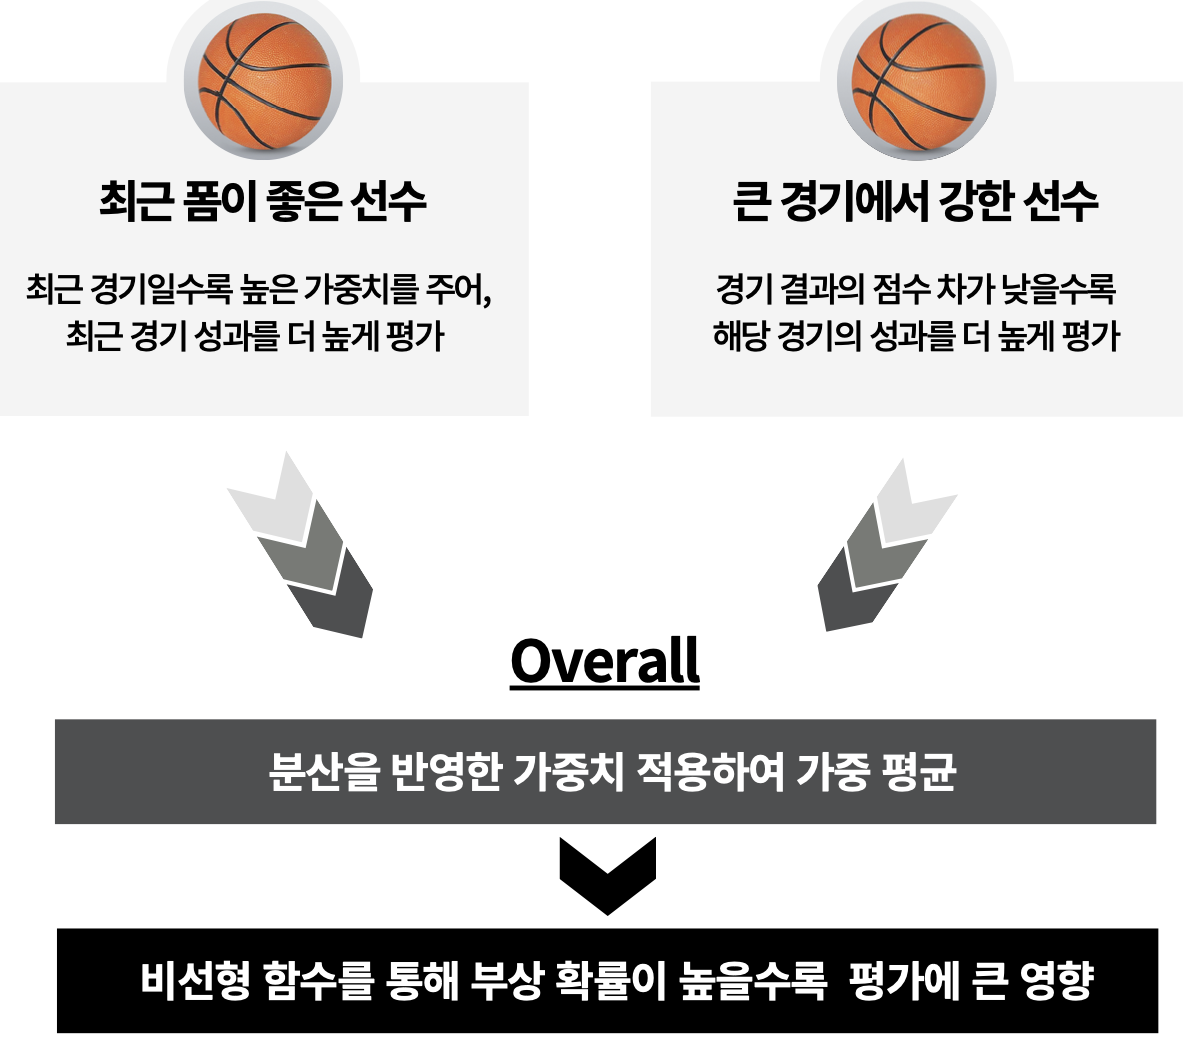 최근 폼이 좋은 선수
최근 경기일수록 높은 가중치를 주어,
최근 경기 성과를 더 높게 평가
큰 경기에서 강한 선수
경기 결과의 점수 차가 낮을수록
해당 경기의 성과를 더 높게 평가
Overall
분산을 반영한 가중치 적용하여 가중 평균
비선형 함수를 통해 부상 확률이 높을수록 평가에 큰 영향